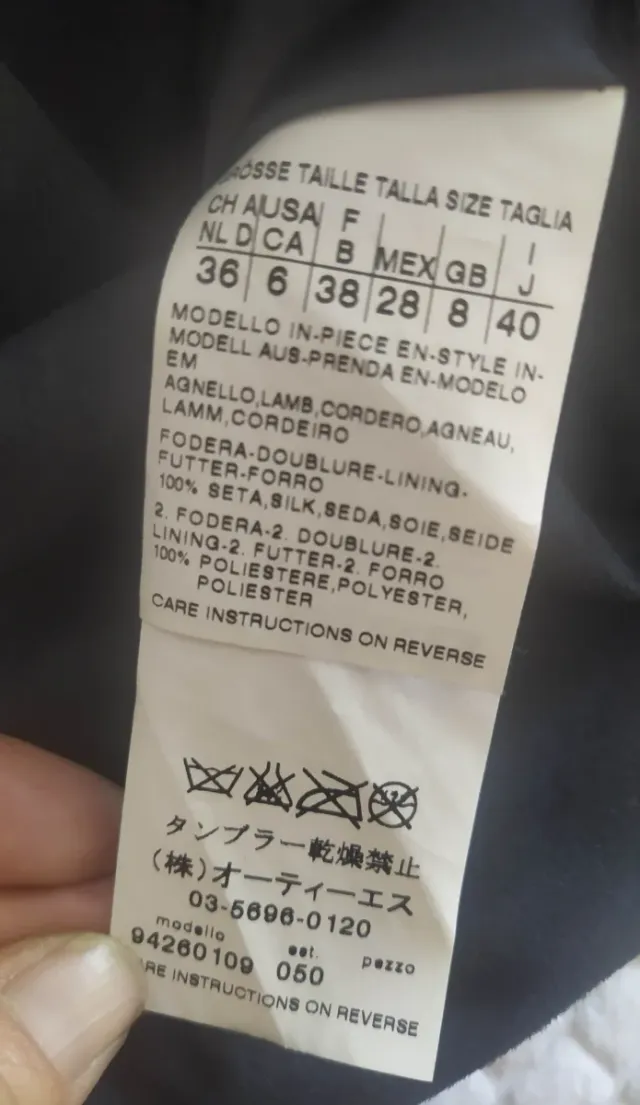 GRÖSSE TAILLE TALLA SIZE TAGLIA
CH A USA F MEX GB I
NL D CA B J
36 6 38 28 8 40
MODELLO IN-PIECE EN-STYLE IN-
MODELL AUS-PRENDA EN-MODELO
EM
AGNELLO,LAMB,CORDERO,AGNEAU,
LAMM,CORDEIRO
FODERA-DOUBLURE-LINING-
FUTTER-FORRO
100% SETA,SILK,SEDA,SOIE,SEIDE
2. FODERA-2. DOUBLURE-2.
LINING-2. FUTTER-2. FORRO
100% POLIESTERE,POLYESTER,
POLIESTER
CARE INSTRUCTIONS ON REVERSE
タンブラー乾燥禁止
(株)オーティーエス
03-5696-0120
modello est. pezzo
94260109 050
CARE INSTRUCTIONS ON REVERSE